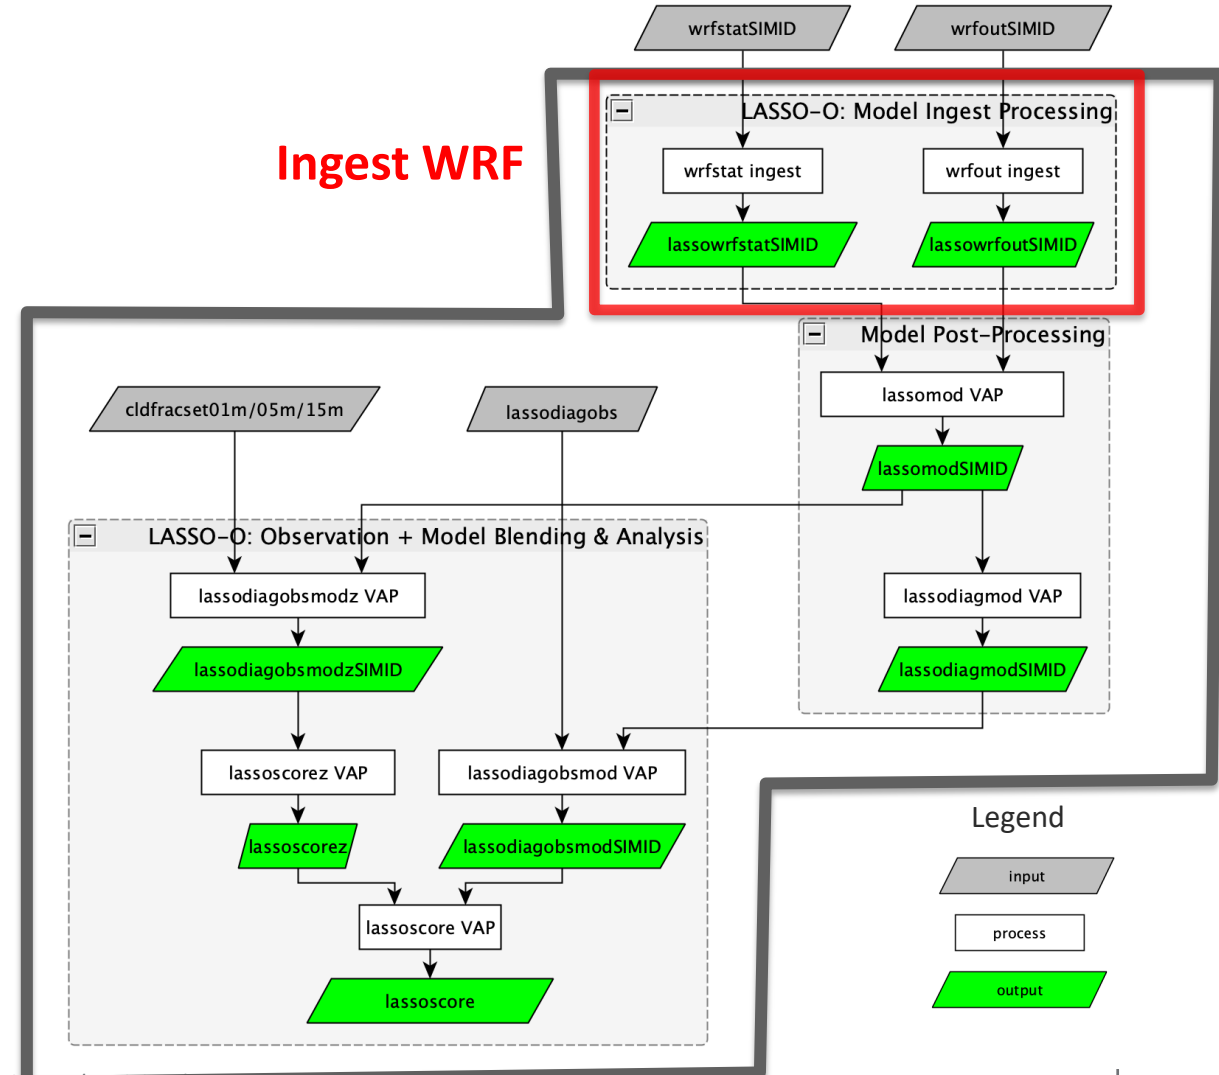 wrfstatSIMID
wrfoutSIMID
LASSO-O: Model Ingest Processing
Ingest WRF
wrfstat ingest
wrfout ingest
lassowrfstatSIMID
lassowrfoutSIMID
Model Post-Processing
lassomod VAP
cldfracset01m/05m/15m
lassodiagobs
lassomodSIMID
LASSO-O: Observation + Model Blending & Analysis
lassodiagobsmodz VAP
lassodiagmod VAP
lassodiagobsmodzSIMID
lassodiagmodSIMID
lassoscorez VAP
lassodiagobsmod VAP
lassoscorez
lassodiagobsmodSIMID
lassoscore VAP
lassoscore
Legend
input
process
output